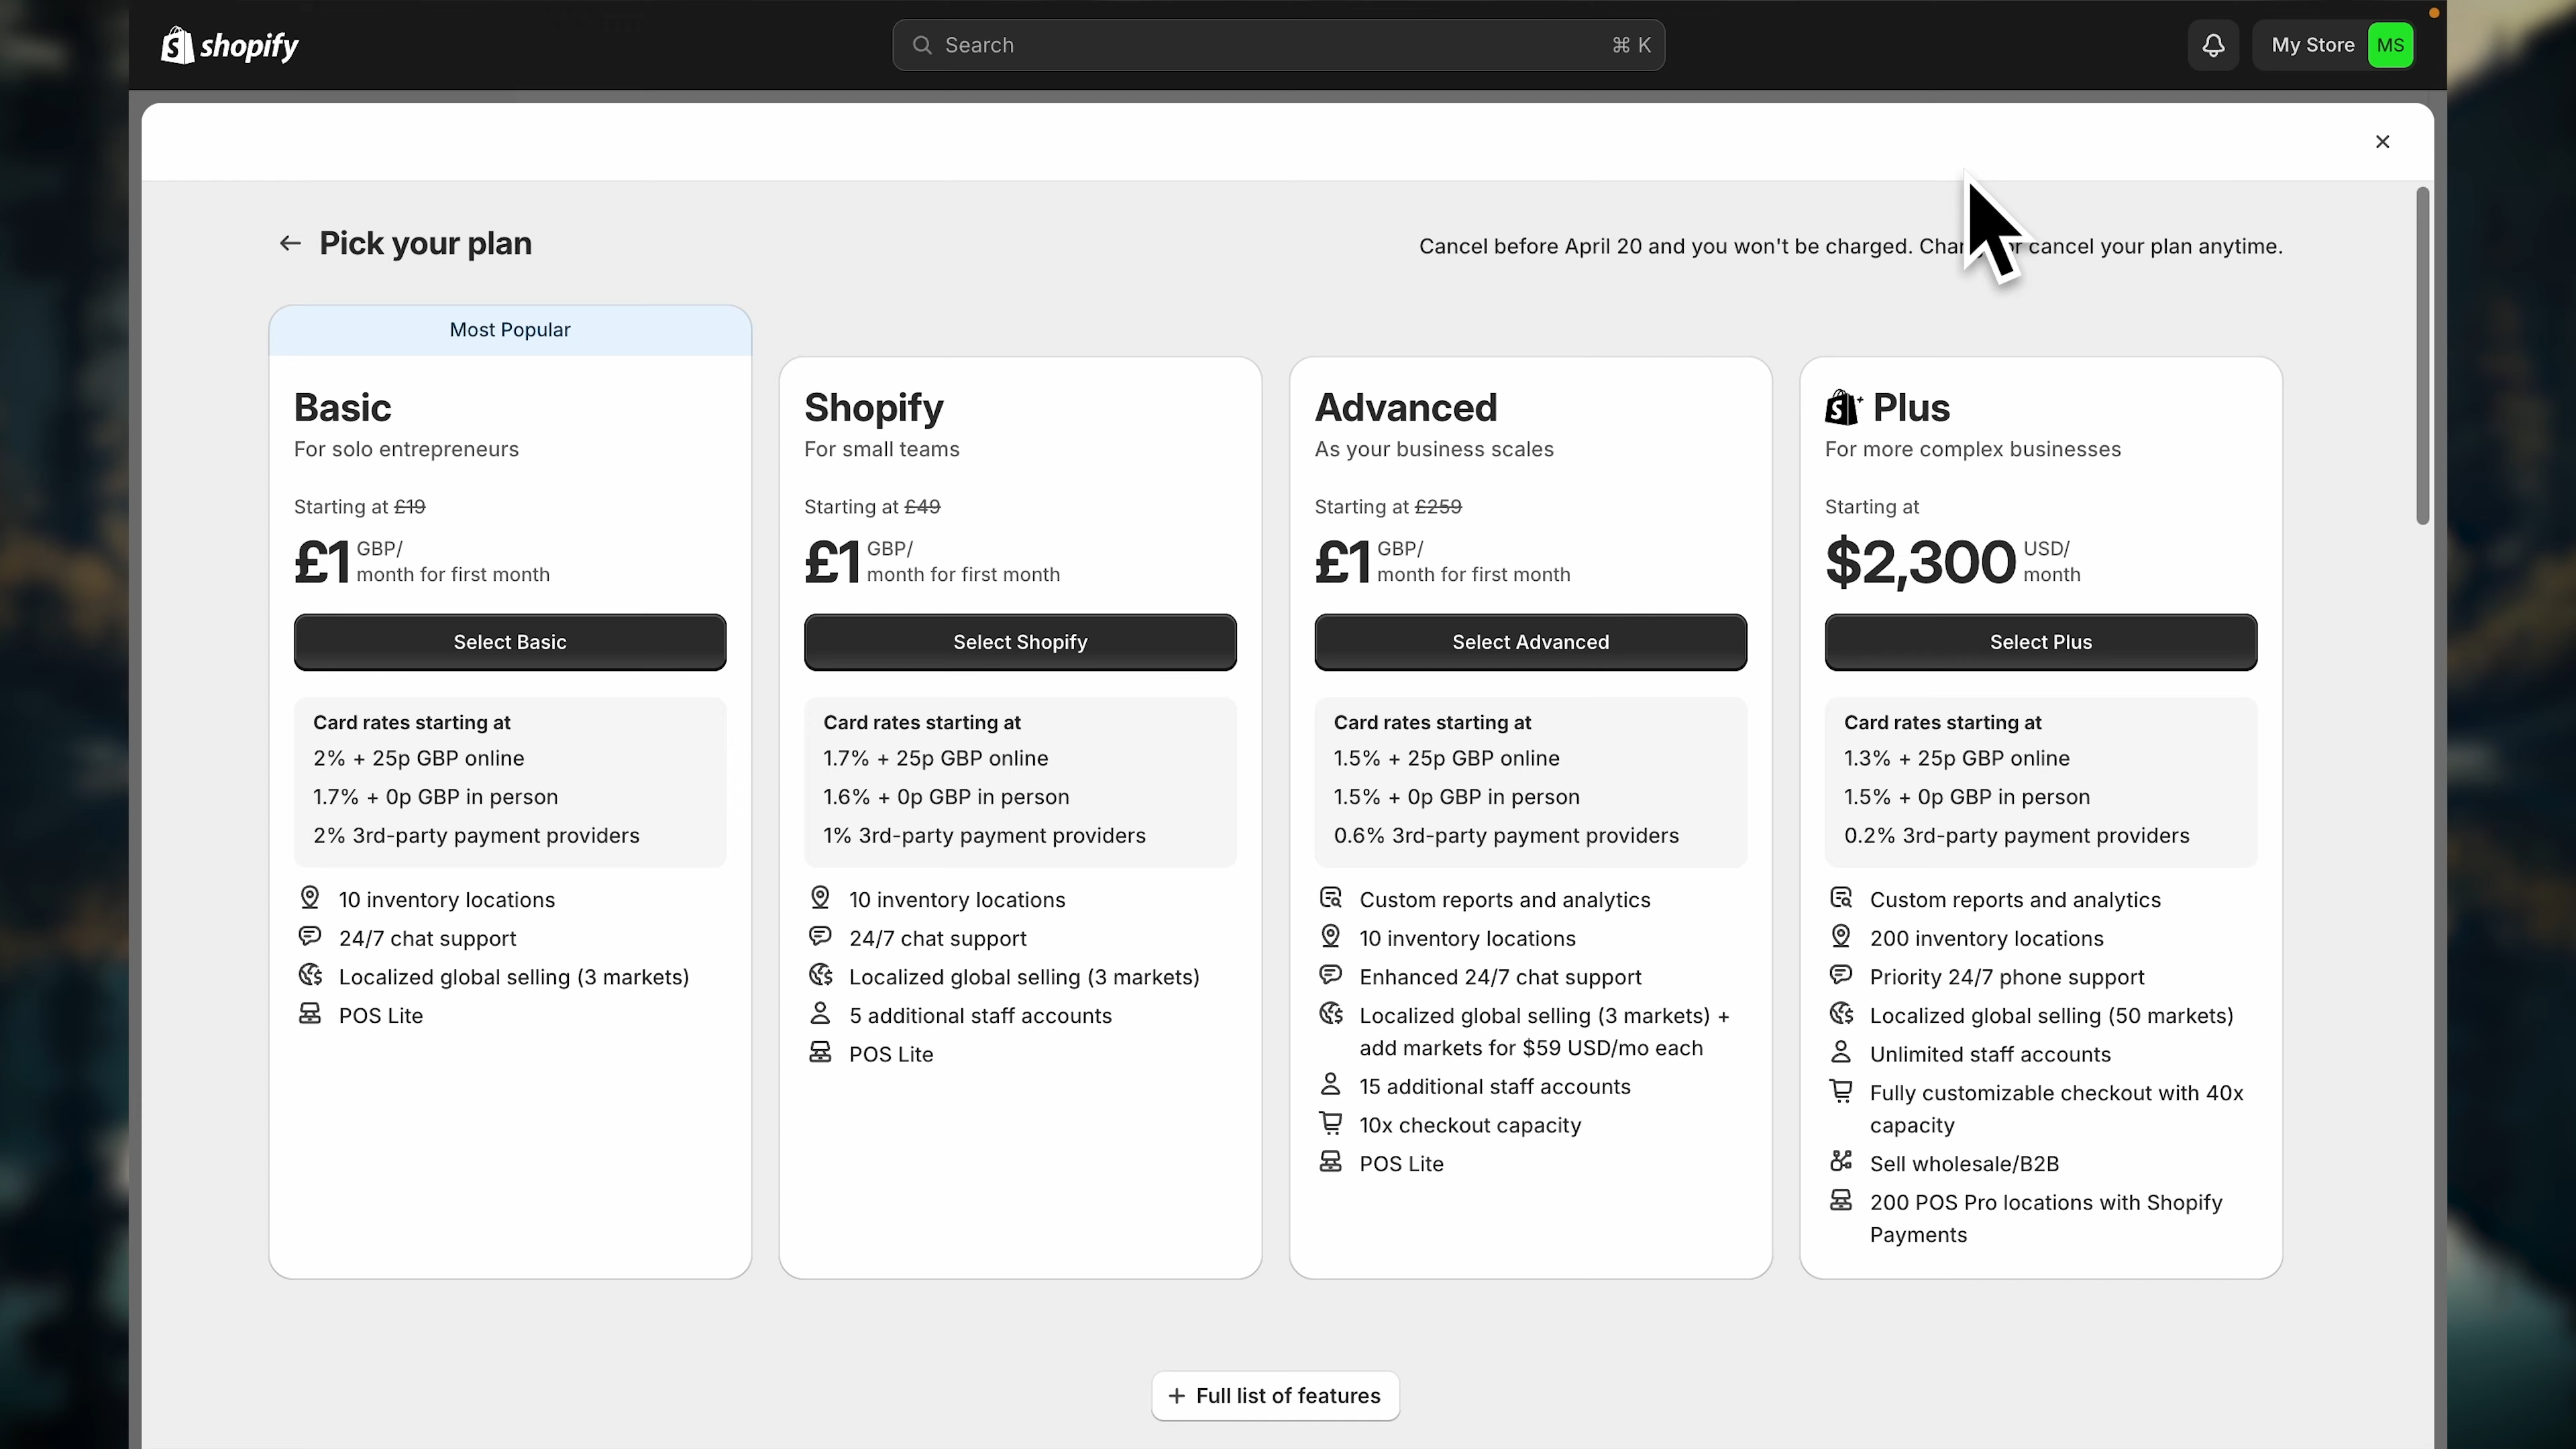 shopify
Search
⌘ K
My Store
MS
Pick your plan
Cancel before April 20 and you won't be charged. cancel your plan anytime.
Most Popular
Basic
For solo entrepreneurs
Starting at £19
£1 GBP/
month for first month
Select Basic
Card rates starting at
2% + 25p GBP online
1.7% + 0p GBP in person
2% 3rd-party payment providers
10 inventory locations
24/7 chat support
Localized global selling (3 markets)
POS Lite
Shopify
For small teams
Starting at £49
£1 GBP/
month for first month
Select Shopify
Card rates starting at
1.7% + 25p GBP online
1.6% + 0p GBP in person
1% 3rd-party payment providers
10 inventory locations
24/7 chat support
Localized global selling (3 markets)
5 additional staff accounts
POS Lite
Advanced
As your business scales
Starting at £259
£1 GBP/
month for first month
Select Advanced
Card rates starting at
1.5% + 25p GBP online
1.5% + 0p GBP in person
0.6% 3rd-party payment providers
Custom reports and analytics
10 inventory locations
Enhanced 24/7 chat support
Localized global selling (3 markets) +
add markets for $59 USD/mo each
15 additional staff accounts
10x checkout capacity
POS Lite
Plus
For more complex businesses
Starting at
$2,300 USD/
month
Select Plus
Card rates starting at
1.3% + 25p GBP online
1.5% + 0p GBP in person
0.2% 3rd-party payment providers
Custom reports and analytics
200 inventory locations
Priority 24/7 phone support
Localized global selling (50 markets)
Unlimited staff accounts
Fully customizable checkout with 40x
capacity
Sell wholesale/B2B
200 POS Pro locations with Shopify
Payments
+ Full list of features